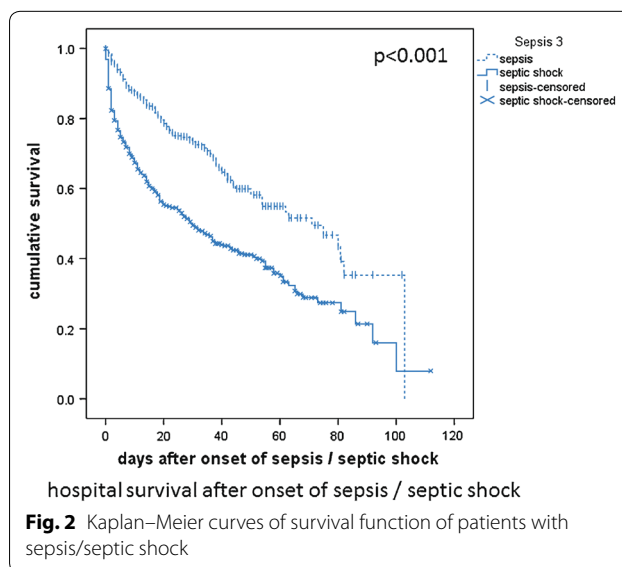 1.0
0.8
0.6
0.4
0.2
0.0
cumulative survival
p<0.001
Sepsis 3
sepsis
septic shock
sepsis-censored
septic shock-censored
0 20 40 60 80 100 120
days after onset of sepsis / septic shock
hospital survival after onset of sepsis / septic shock
Fig. 2 Kaplan–Meier curves of survival function of patients with
sepsis/septic shock